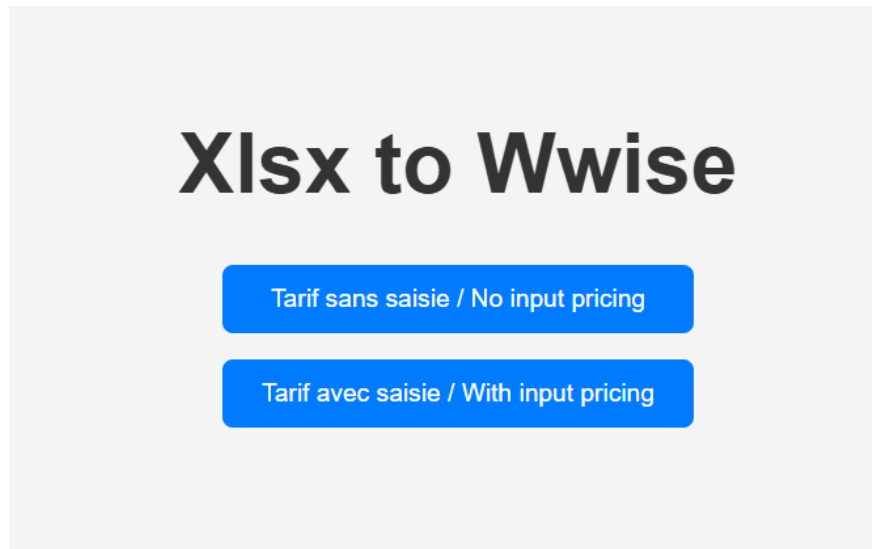 Xlsx to Wwise
Tarif sans saisie / No input pricing
Tarif avec saisie / With input pricing